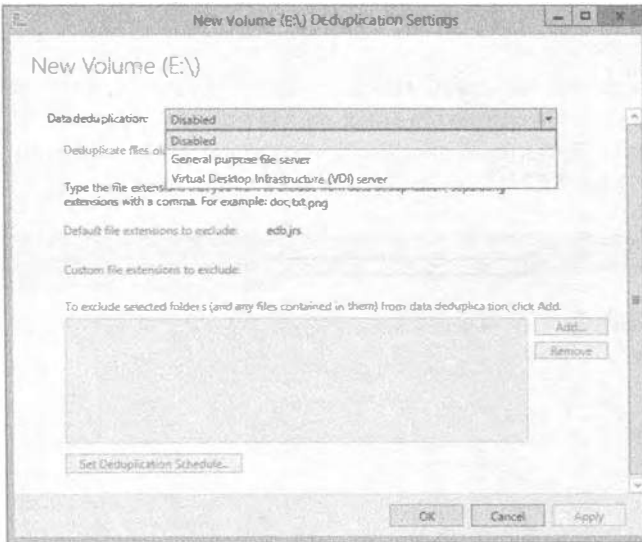 New Volume (E:\) Deduplication Settings
New Volume (E:\)
Data deduplication: Disabled
Disabled
Deduplicate files
General purpose file server
Virtual Desktop Infrastructure (VDI) server
Type the file extensions
extensions with a comma. For example: doc,txt,png
Default file extensions to exclude: edb,jrs
Custom file extensions to exclude:
To exclude selected folders (and any files contained in them) from data deduplication, click Add.
Add...
Remove
Set Deduplication Schedule...
OK Cancel Apply